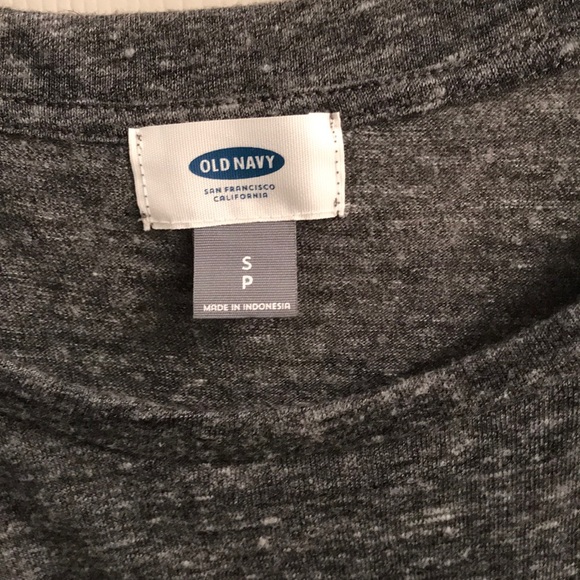 OLD NAVY
SAN FRANCISCO
CALIFORNIA
S
P
MADE IN INDONESIA